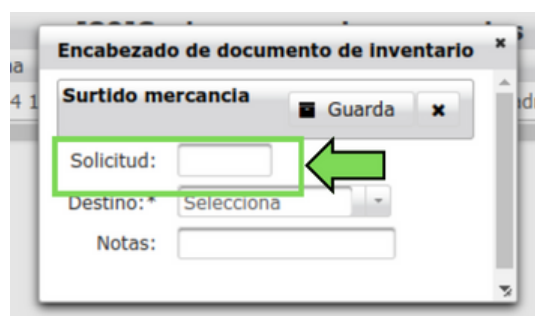 Encabezado de documento de inventario
Surtido mercancia
Guarda
Solicitud:
Destino:* Selecciona
Notas: